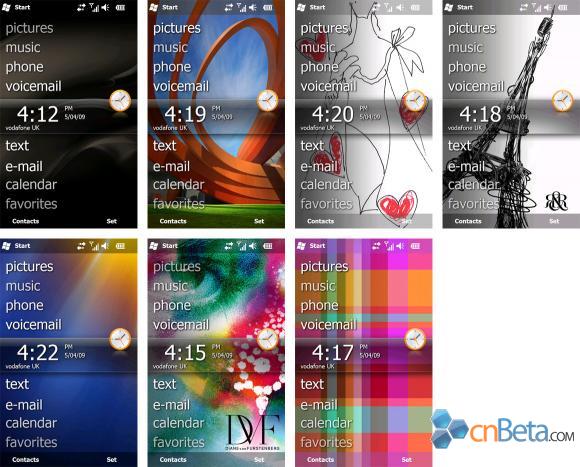 Start
pictures
music
phone
voicemail
4:12 PM
5/04/09
vodafone UK
text
e-mail
calendar
favorites
Contacts Set
Start
pictures
music
phone
voicemail
4:19 PM
5/04/09
vodafone UK
text
e-mail
calendar
favorites
Contacts Set
Start
pictures
music
phone
voicemail
4:20 PM
5/04/09
vodafone UK
text
e-mail
calendar
favorites
Contacts Set
Start
pictures
music
phone
voicemail
4:18 PM
5/04/09
vodafone UK
text
e-mail
calendar
favorites
Contacts Set
Start
pictures
music
phone
voicemail
4:22 PM
5/04/09
vodafone UK
text
e-mail
calendar
favorites
Contacts Set
Start
pictures
music
phone
voicemail
4:15 PM
5/04/09
vodafone UK
text
e-mail
calendar
favorites
DVF
DIANE VON FURSTENBERG
Contacts Set
Start
pictures
music
phone
voicemail
4:17 PM
5/04/09
vodafone UK
text
e-mail
calendar
favorites
Contacts Set
cnBeta.com